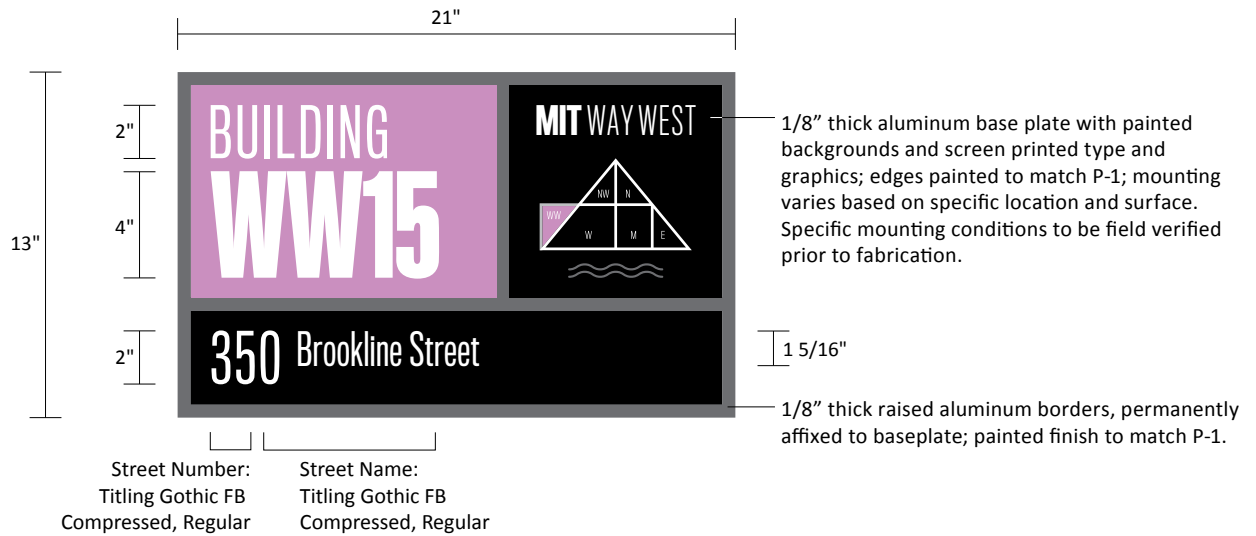 21"
13"
2"
4"
2"
BUILDING
WW15
MIT WAY WEST
NW N
WW
W M E
350 Brookline Street
1 5/16"
1/8” thick aluminum base plate with painted
backgrounds and screen printed type and
graphics; edges painted to match P-1; mounting
varies based on specific location and surface.
Specific mounting conditions to be field verified
prior to fabrication.
1/8” thick raised aluminum borders, permanently
affixed to baseplate; painted finish to match P-1.
Street Number:
Titling Gothic FB
Compressed, Regular
Street Name:
Titling Gothic FB
Compressed, Regular